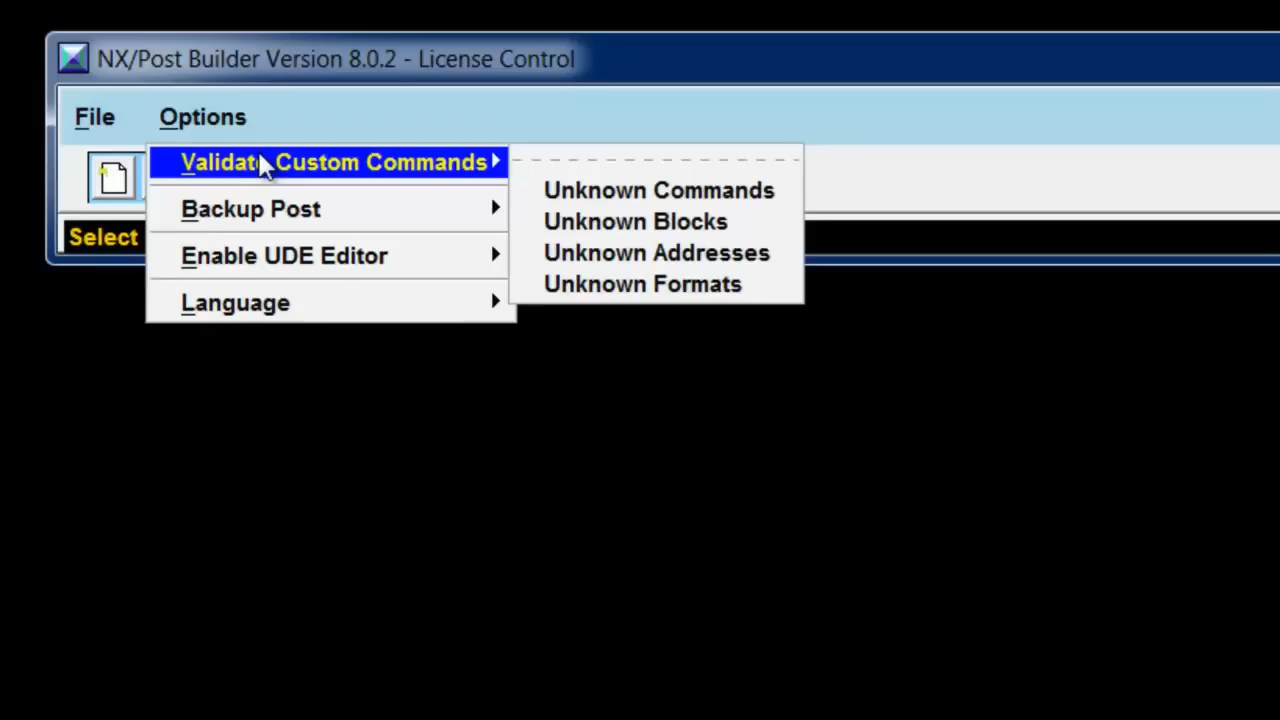 NX/Post Builder Version 8.0.2 - License Control
File Options
Validate Custom Commands
Backup Post
Enable UDE Editor
Language
Unknown Commands
Unknown Blocks
Unknown Addresses
Unknown Formats
Select